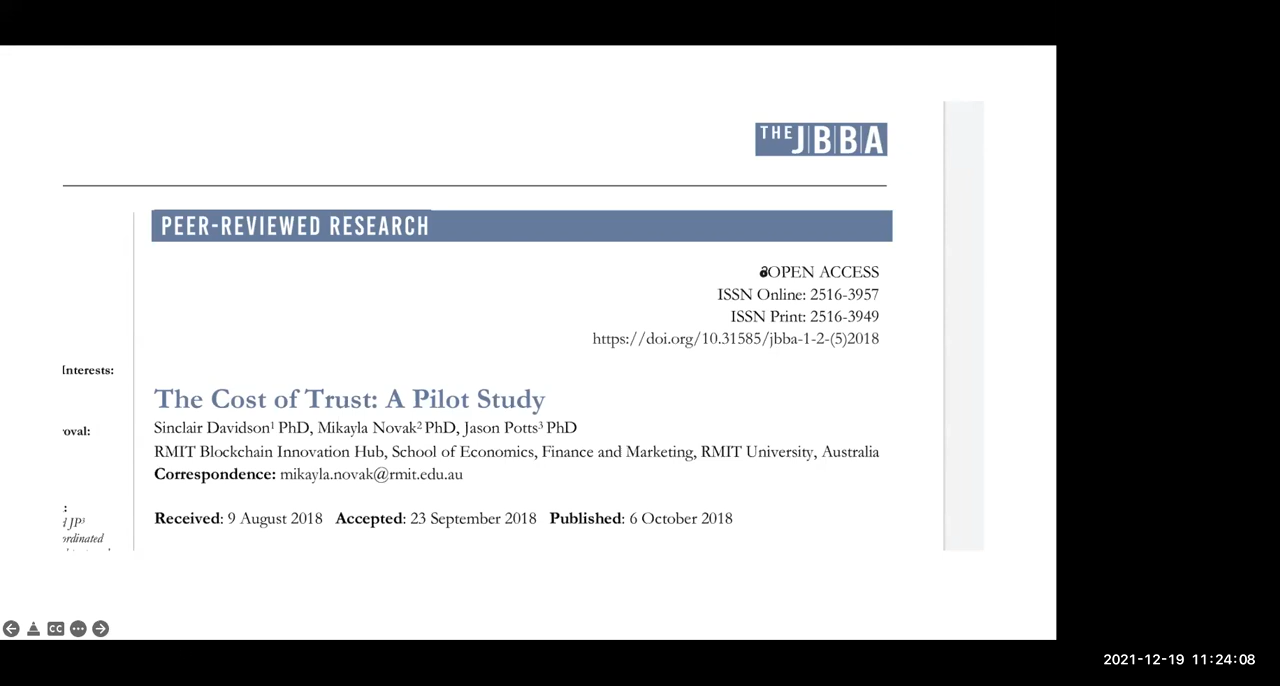 THE JBBA
PEER-REVIEWED RESEARCH
OPEN ACCESS
ISSN Online: 2516-3957
ISSN Print: 2516-3949
https://doi.org/10.31585/jbba-1-2-(5)2018
Interests:
The Cost of Trust: A Pilot Study
Sinclair Davidson¹ PhD, Mikayla Novak² PhD, Jason Potts³ PhD
roval:
RMIT Blockchain Innovation Hub, School of Economics, Finance and Marketing, RMIT University, Australia
Correspondence: mikayla.novak@rmit.edu.au
:
d JP³
Received: 9 August 2018 Accepted: 23 September 2018 Published: 6 October 2018
ordinated
CC
2021-12-19 11:24:08